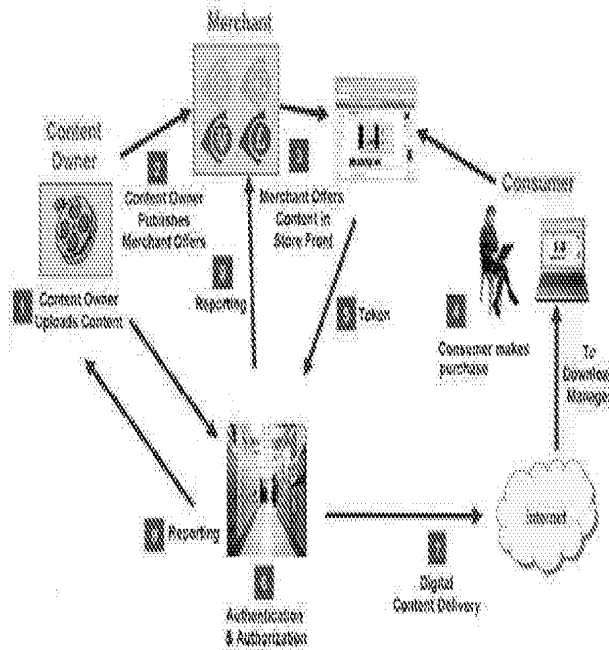 Merchant
Content
Owner
Content Owner
Publishes
Merchant Offers
Merchant Offers
Content in
Store Front
Consumer
Content Owner
Uploads Content
Reporting
Token
Consumer makes
purchase
To
Download
Manager
Internet
Reporting
Digital
Content Delivery
Authentication
& Authorization